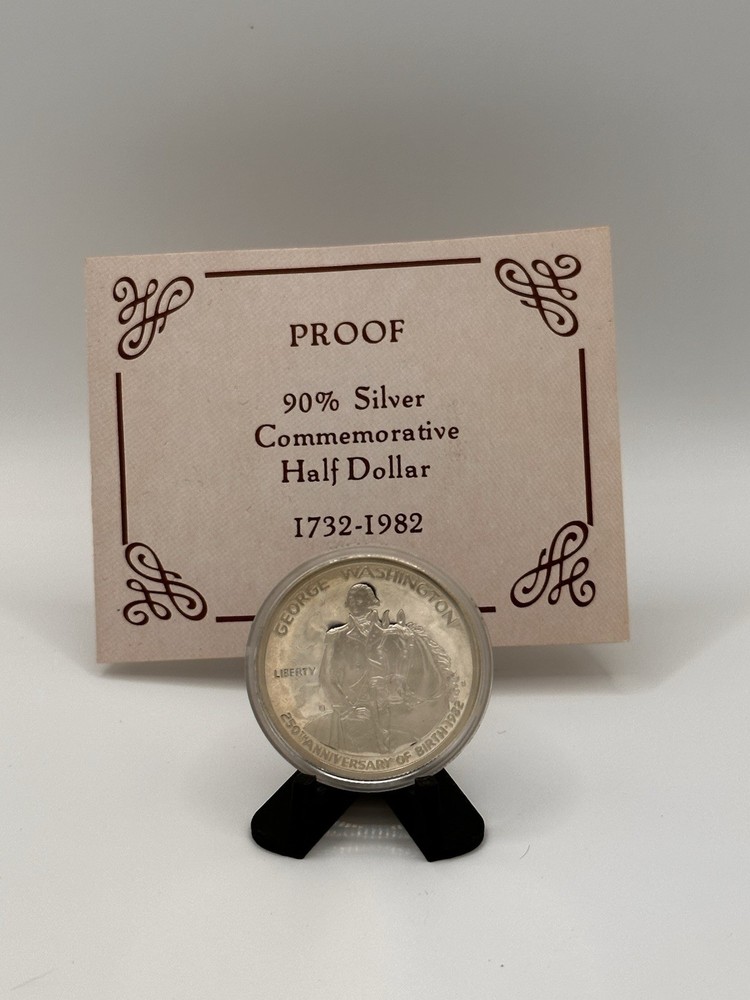 PROOF
90% Silver
Commemorative
Half Dollar
1732-1982
GEORGE WASHINGTON
LIBERTY
250TH ANNIVERSARY OF BIRTH·1982